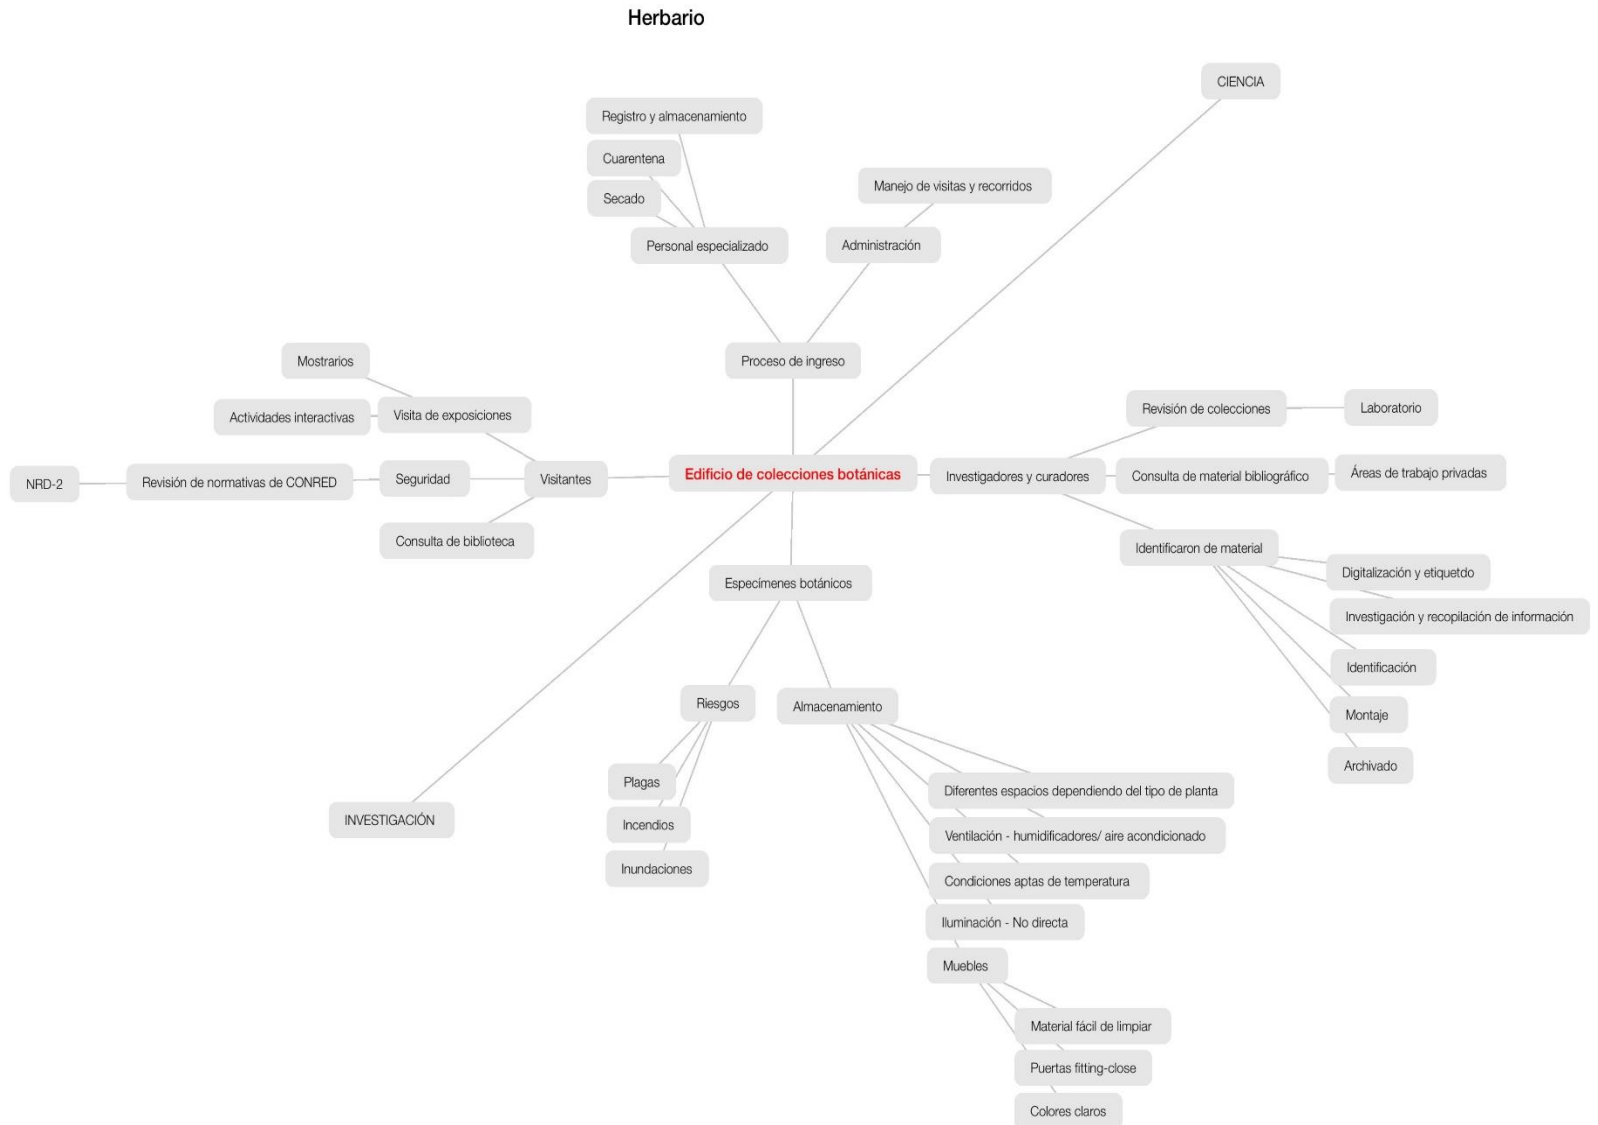 Herbario
CIENCIA
Registro y almacenamiento
Cuarentena
Manejo de visitas y recorridos
Secado
Personal especializado
Administración
Proceso de ingreso
Mostrarios
Actividades interactivas
Visita de exposiciones
Revisión de colecciones
Laboratorio
NRD-2
Revisión de normativas de CONRED
Seguridad
Visitantes
Edificio de colecciones botánicas
Investigadores y curadores
Consulta de material bibliográfico
Áreas de trabajo privadas
Consulta de biblioteca
Identificaron de material
Digitalización y etiquetdo
Especímenes botánicos
Investigación y recopilación de información
Identificación
Riesgos
Almacenamiento
Montaje
Archivado
Plagas
Diferentes espacios dependiendo del tipo de planta
INVESTIGACIÓN
Incendios
Ventilación - humidificadores/ aire acondicionado
Inundaciones
Condiciones aptas de temperatura
Iluminación - No directa
Muebles
Material fácil de limpiar
Puertas fitting-close
Colores claros